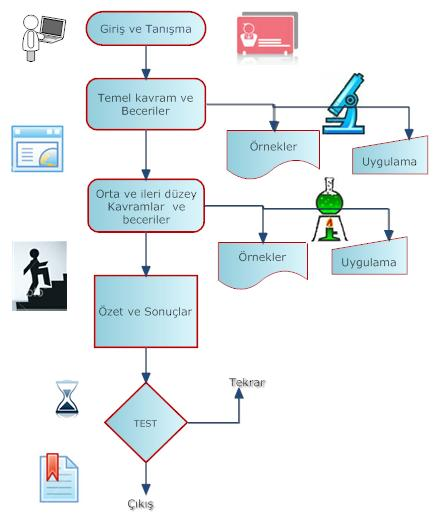 Giriş ve Tanışma
Temel kavram ve
Beceriler
Örnekler
Uygulama
Orta ve ileri düzey
Kavramlar ve
beceriler
Örnekler
Uygulama
Özet ve Sonuçlar
TEST
Tekrar
Çıkış